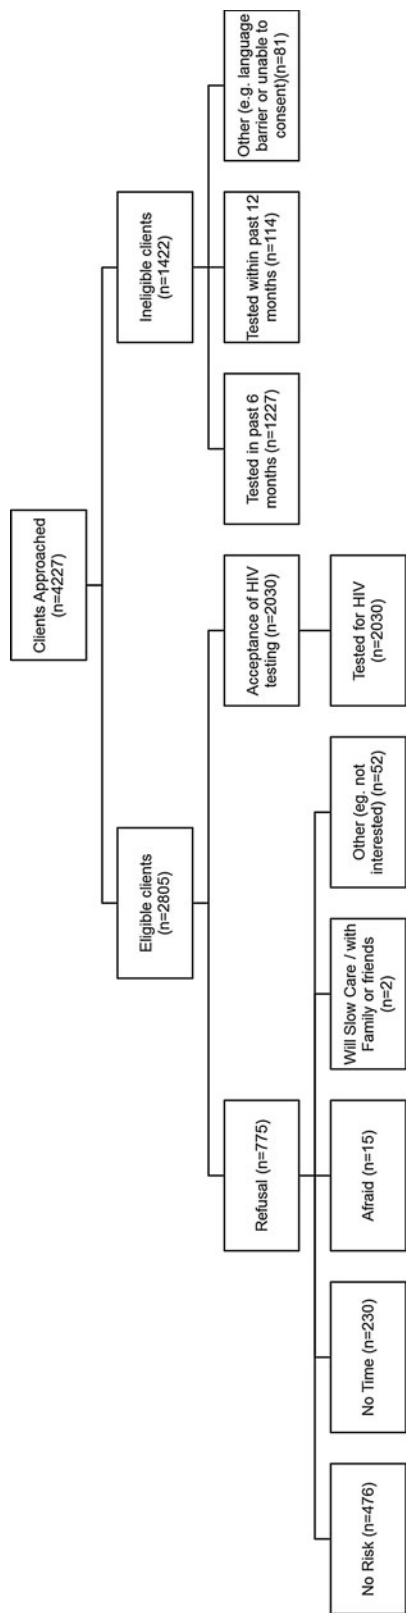 Clients Approached
(n=4227)
Eligible clients
(n=2805)
Ineligible clients
(n=1422)
Refusal (n=775)
Acceptance of HIV
testing (n=2030)
Tested in past 6
months (n=1227)
Tested within past 12
months (n=114)
Other (e.g. language
barrier or unable to
consent)(n=81)
No Risk (n=476)
No Time (n=230)
Afraid (n=15)
Will Slow Care / with
Family or friends
(n=2)
Other (eg. not
interested) (n=52)
Tested for HIV
(n=2030)